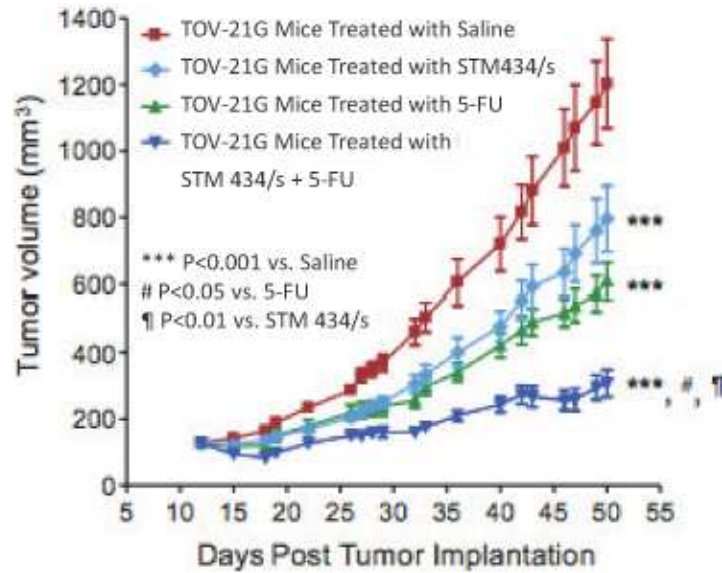 1400
1200
1000
800
600
400
200
0
Tumor volume (mm³)
TOV-21G Mice Treated with Saline
TOV-21G Mice Treated with STM434/s
TOV-21G Mice Treated with 5-FU
TOV-21G Mice Treated with
STM 434/s + 5-FU
*** P<0.001 vs. Saline
# P<0.05 vs. 5-FU
¶ P<0.01 vs. STM 434/s
***
***
***, #, ¶
5 10 15 20 25 30 35 40 45 50 55
Days Post Tumor Implantation